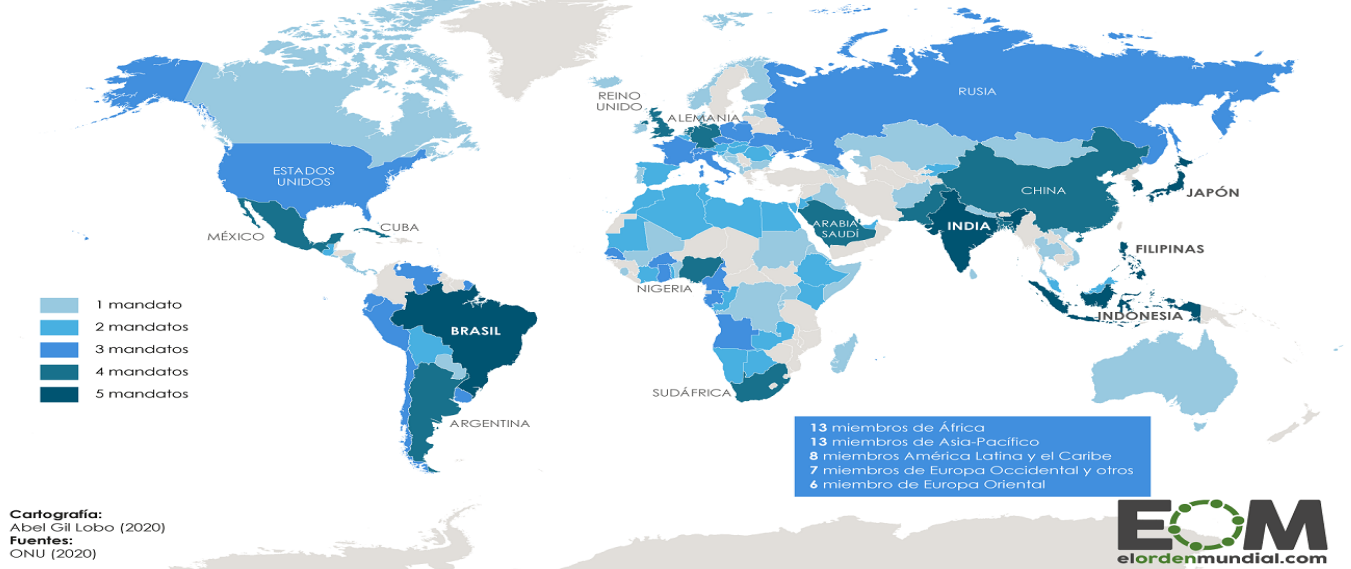 REINO
UNIDO
ALEMANIA
RUSIA
ESTADOS
UNIDOS
CHINA
JAPÓN
MÉXICO
CUBA
ARABIA
SAUDÍ
INDIA
FILIPINAS
NIGERIA
INDONESIA
BRASIL
SUDÁFRICA
ARGENTINA
1 mandato
2 mandatos
3 mandatos
4 mandatos
5 mandatos
13 miembros de África
13 miembros de Asia-Pacífico
8 miembros América Latina y el Caribe
7 miembros de Europa Occidental y otros
6 miembro de Europa Oriental
Cartografía:
Abel Gil Lobo (2020)
Fuentes:
ONU (2020)
EOM
elordenmundial.com